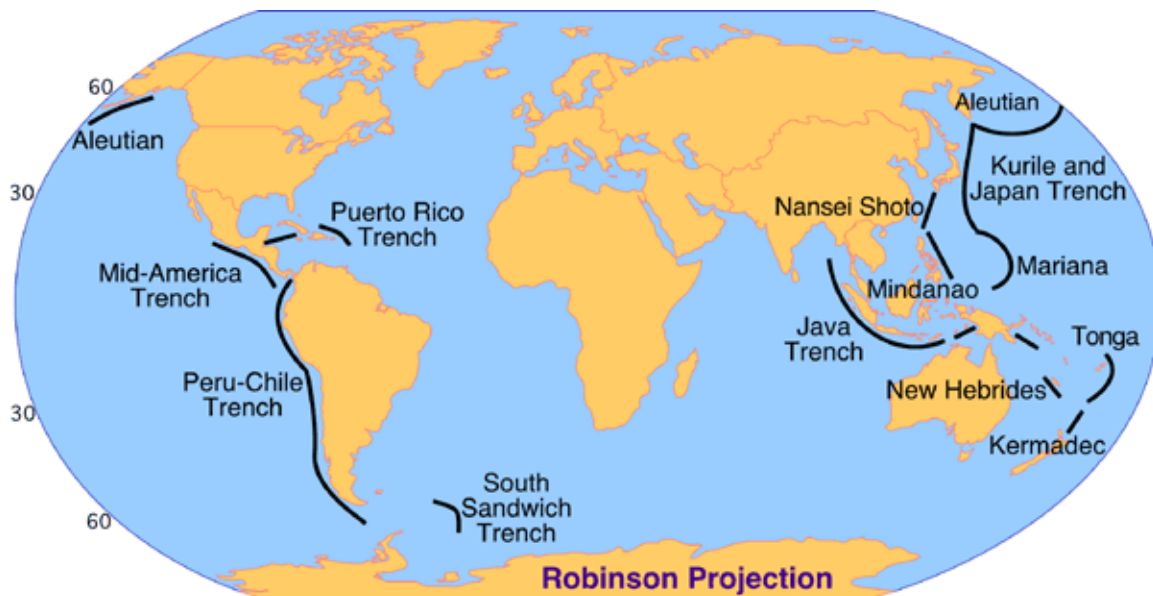 60
Aleutian
Aleutian
Kurile and
Japan Trench
30
Nansei Shoto
Puerto Rico
Trench
Mid-America
Trench
Mariana
Mindanao
Java
Trench
Tonga
Peru-Chile
Trench
New Hebrides
30
Kermadec
South
Sandwich
Trench
60
Robinson Projection